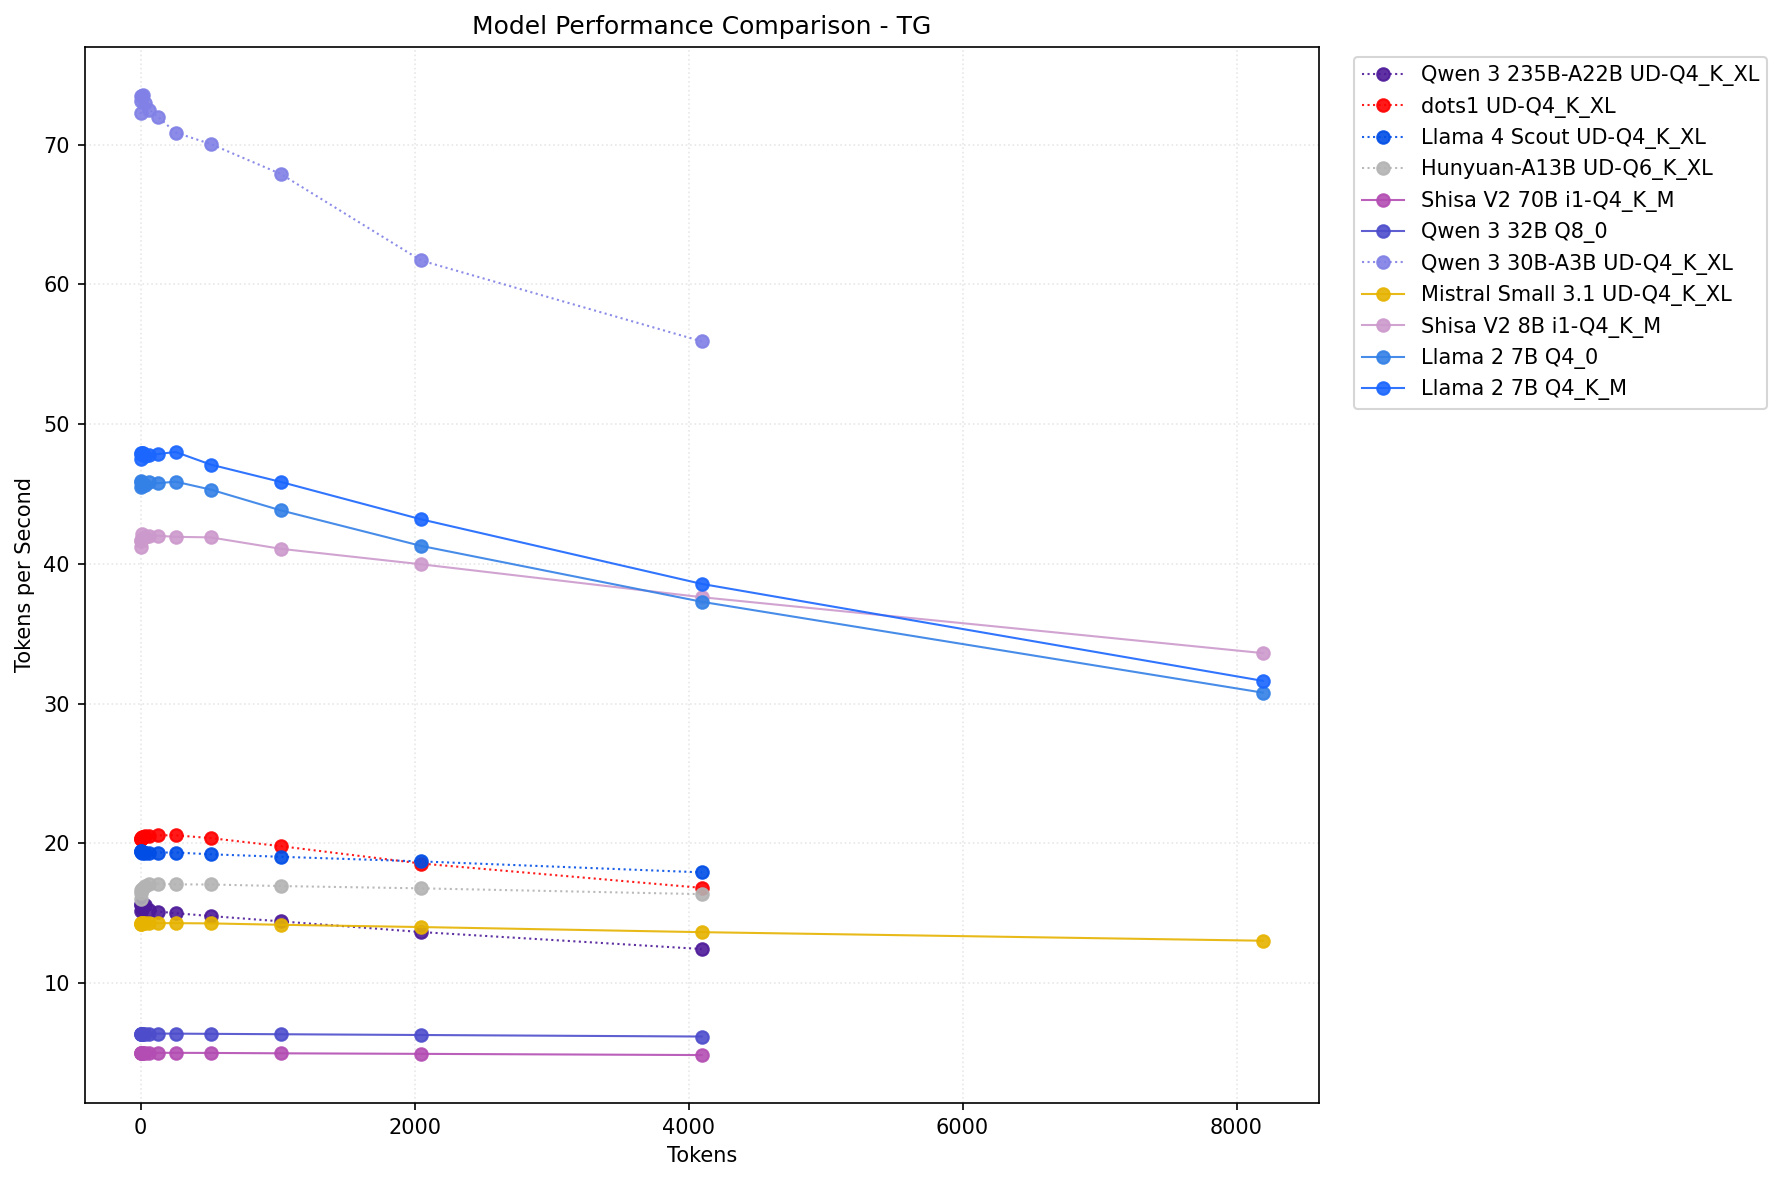 Model Performance Comparison - TG
Qwen 3 235B-A22B UD-Q4_K_XL
dots1 UD-Q4_K_XL
Llama 4 Scout UD-Q4_K_XL
Hunyuan-A13B UD-Q6_K_XL
Shisa V2 70B i1-Q4_K_M
Qwen 3 32B Q8_0
Qwen 3 30B-A3B UD-Q4_K_XL
Mistral Small 3.1 UD-Q4_K_XL
Shisa V2 8B i1-Q4_K_M
Llama 2 7B Q4_0
Llama 2 7B Q4_K_M
Tokens per Second
70
60
50
40
30
20
10
0 2000 4000 6000 8000
Tokens